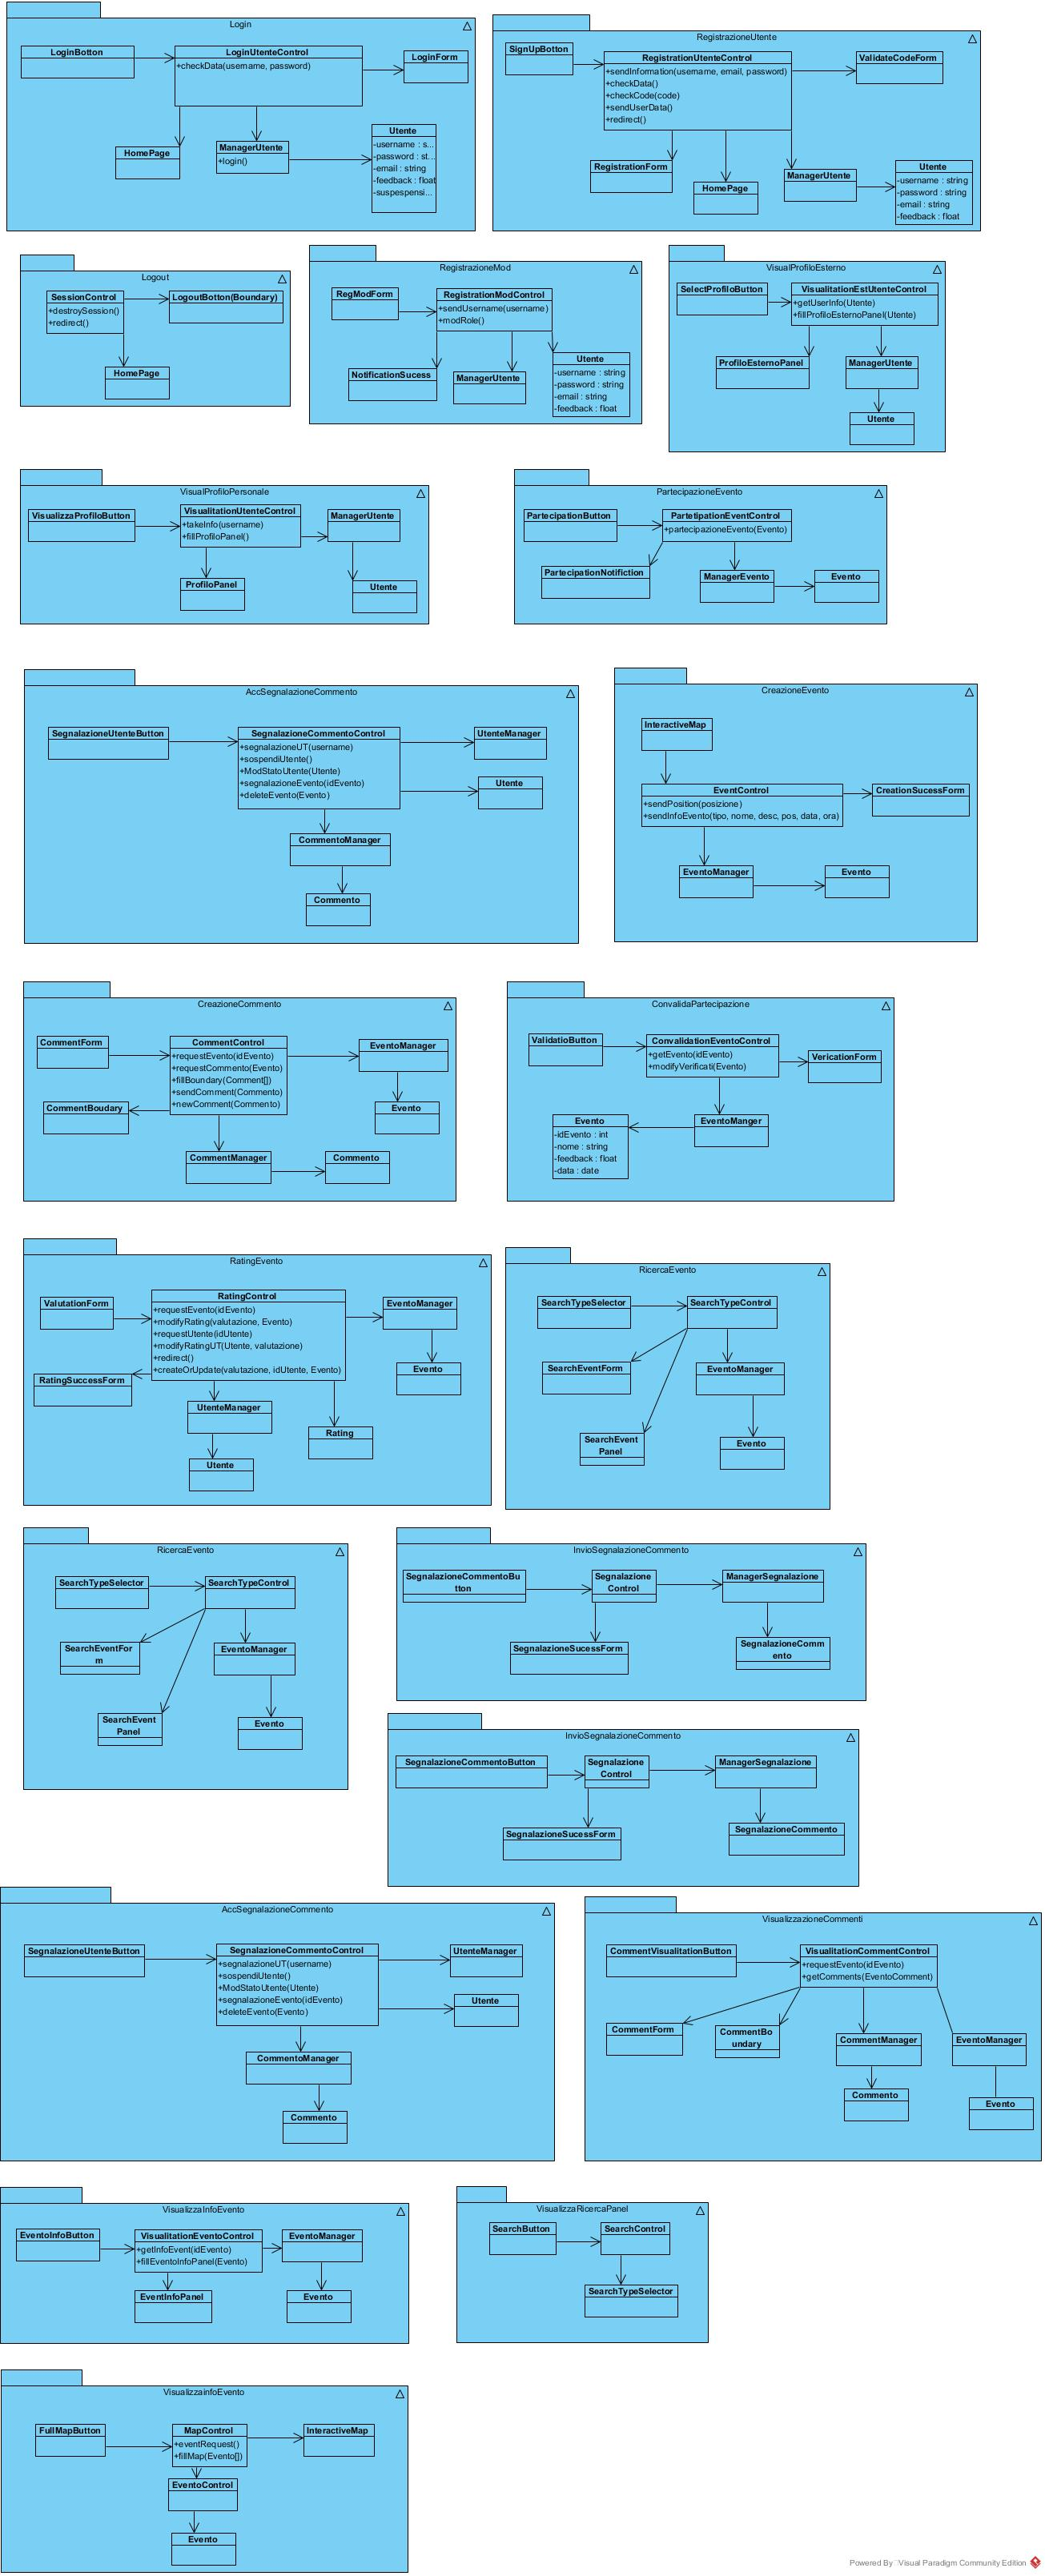 Login
LoginBotton
LoginUtenteControl
+checkData(username, password)
LoginForm
HomePage
ManagerUtente
+login()
Utente
-username : s...
-password : st...
-email : string
-feedback : float
-suspespensi...
RegistrazioneUtente
SignUpBotton
RegistrationUtenteControl
+sendInformation(username, email, password)
+checkData()
+checkCode(code)
+sendUserData()
+redirect()
ValidateCodeForm
RegistrationForm
HomePage
ManagerUtente
Utente
-username : string
-password : string
-email : string
-feedback : float
Logout
SessionControl
+destroySession()
+redirect()
LogoutBotton(Boundary)
HomePage
RegistrazioneMod
RegModForm
RegistrationModControl
+sendUsername(username)
+modRole()
NotificationSucess
ManagerUtente
Utente
-username : string
-password : string
-email : string
-feedback : float
VisualProfiloEsterno
SelectProfiloButton
VisualitationEstUtenteControl
+getUserInfo(Utente)
+fillProfiloEsternoPanel(Utente)
ProfiloEsternoPanel
ManagerUtente
Utente
VisualProfiloPersonale
VisualizzaProfiloButton
VisualitationUtenteControl
+takeInfo(username)
+fillProfiloPanel()
ManagerUtente
ProfiloPanel
Utente
PartecipazioneEvento
PartecipationButton
PartetipationEventControl
+partecipazioneEvento(Evento)
PartecipationNotifiction
ManagerEvento
Evento
AccSegnalazioneCommento
SegnalazioneUtenteButton
SegnalazioneCommentoControl
+segnalazioneUT(username)
+sospendiUtente()
+ModStatoUtente(Utente)
+segnalazioneEvento(idEvento)
+deleteEvento(Evento)
UtenteManager
Utente
CommentoManager
Commento
CreazioneEvento
InteractiveMap
EventControl
+sendPosition(posizione)
+sendInfoEvento(tipo, nome, desc, pos, data, ora)
CreationSucessForm
EventoManager
Evento
CreazioneCommento
CommentForm
CommentControl
+requestEvento(idEvento)
+requestCommento(Evento)
+fillBoundary(Comment[])
+sendComment(Commento)
+newComment(Commento)
EventoManager
CommentBoudary
Evento
CommentManager
Commento
ConvalidaPartecipazione
ValidatioButton
ConvalidationEventoControl
+getEvento(idEvento)
+modifyVerificati(Evento)
VericationForm
Evento
-idEvento : int
-nome : string
-feedback : float
-data : date
EventoManger
RatingEvento
ValutationForm
RatingControl
+requestEvento(idEvento)
+modifyRating(valutazione, Evento)
+requestUtente(idUtente)
+modifyRatingUT(Utente, valutazione)
+redirect()
+createOrUpdate(valutazione, idUtente, Evento)
EventoManager
RatingSuccessForm
Evento
UtenteManager
Rating
Utente
RicercaEvento
SearchTypeSelector
SearchTypeControl
SearchEventForm
EventoManager
SearchEvent
Panel
Evento
RicercaEvento
SearchTypeSelector
SearchTypeControl
SearchEventFor
m
EventoManager
SearchEvent
Panel
Evento
InvioSegnalazioneCommento
SegnalazioneCommentoBu
tton
Segnalazione
Control
ManagerSegnalazione
SegnalazioneSucessForm
SegnalazioneComm
ento
InvioSegnalazioneCommento
SegnalazioneCommentoButton
Segnalazione
Control
ManagerSegnalazione
SegnalazioneSucessForm
SegnalazioneCommento
AccSegnalazioneCommento
SegnalazioneUtenteButton
SegnalazioneCommentoControl
+segnalazioneUT(username)
+sospendiUtente()
+ModStatoUtente(Utente)
+segnalazioneEvento(idEvento)
+deleteEvento(Evento)
UtenteManager
Utente
CommentoManager
Commento
VisualizzazioneCommenti
CommentVisualitationButton
VisualitationCommentControl
+requestEvento(idEvento)
+getComments(EventoComment)
CommentForm
CommentBo
undary
CommentManager
EventoManager
Commento
Evento
VisualizzaInfoEvento
EventoInfoButton
VisualitationEventoControl
+getInfoEvent(idEvento)
+fillEventoInfoPanel(Evento)
EventoManager
EventInfoPanel
Evento
VisualizzaRicercaPanel
SearchButton
SearchControl
SearchTypeSelector
VisualizzainfoEvento
FullMapButton
MapControl
+eventRequest()
+fillMap(Evento[])
InteractiveMap
EventoControl
Evento
Powered By Visual Paradigm Community Edition